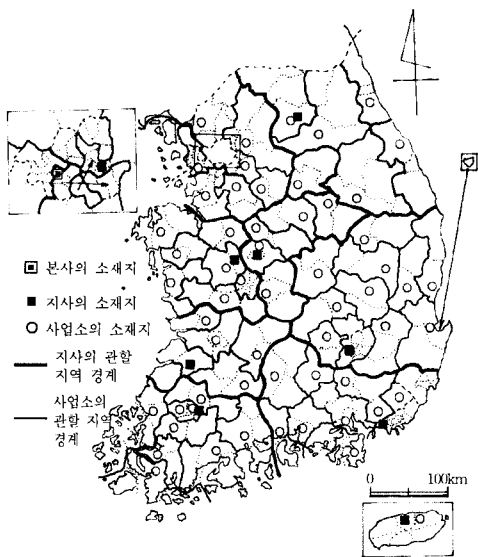 본사의 소재지
지사의 소재지
사업소의 소재지
지사의 관할
지역 경계
사업소의
관할 지역
경계
0 100km